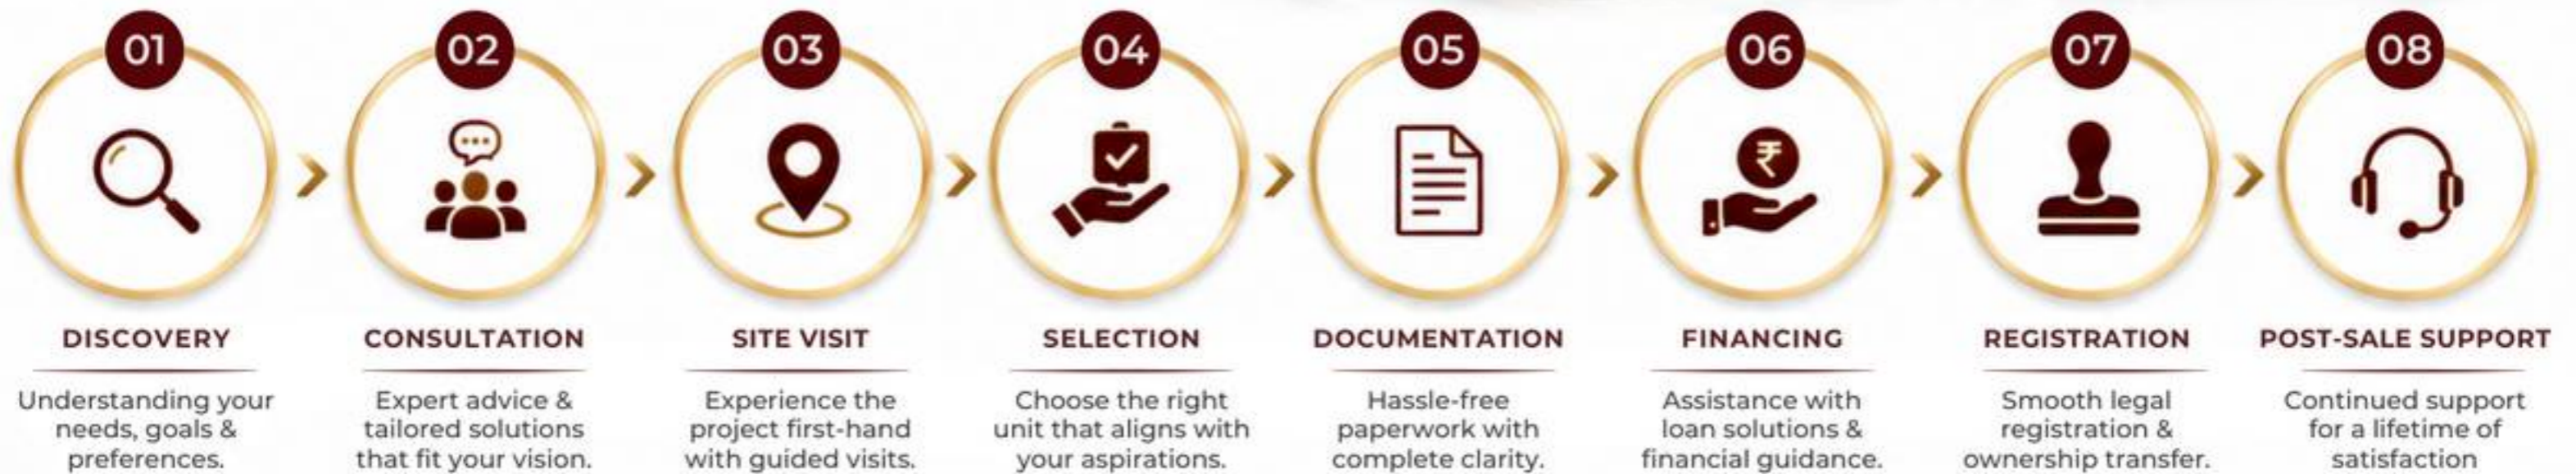 01
DISCOVERY
Understanding your
needs, goals &
preferences.
02
CONSULTATION
Expert advice &
tailored solutions
that fit your vision.
03
SITE VISIT
Experience the
project first-hand
with guided visits.
04
SELECTION
Choose the right
unit that aligns with
your aspirations.
05
DOCUMENTATION
Hassle-free
paperwork with
complete clarity.
06
₹
FINANCING
Assistance with
loan solutions &
financial guidance.
07
REGISTRATION
Smooth legal
registration &
ownership transfer.
08
POST-SALE SUPPORT
Continued support
for a lifetime of
satisfaction